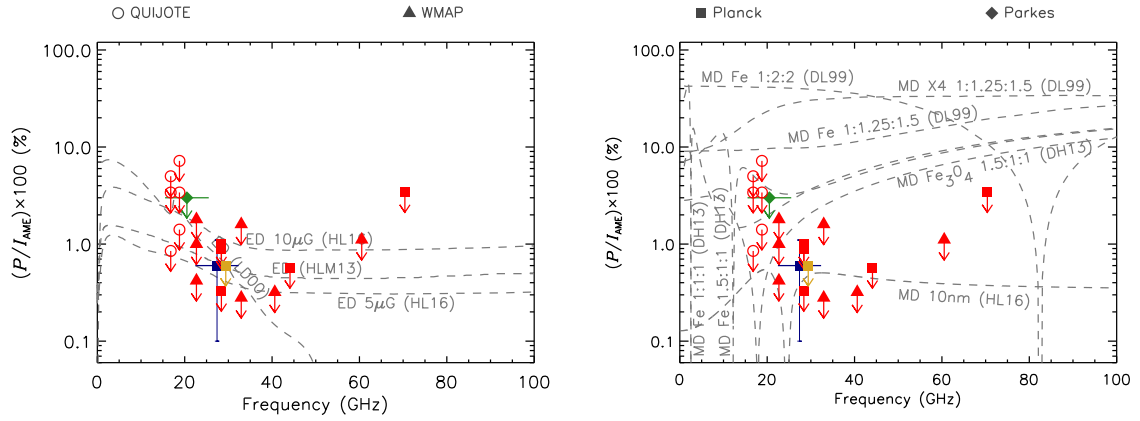 QUIJOTE WMAP Planck Parkes
(P/I_AME)×100 (%)
100.0
10.0
1.0
0.1
ED 10μG (HL16)
ED (HLM13)
ED (LD00)
ED 5μG (HL16)
0 20 40 60 80 100
Frequency (GHz)
(P/I_AME)×100 (%)
100.0
10.0
1.0
0.1
MD Fe 1:2:2 (DL99)
MD X4 1:1.25:1.5 (DL99)
MD Fe 1:1.25:1.5 (DL99)
MD Fe₃O₄ 1.5:1:1 (DH13)
MD Fe 1:1:1 (DH13)
MD Fe 1.5:1:1 (DH13)
MD 10nm (HL16)
0 20 40 60 80 100
Frequency (GHz)